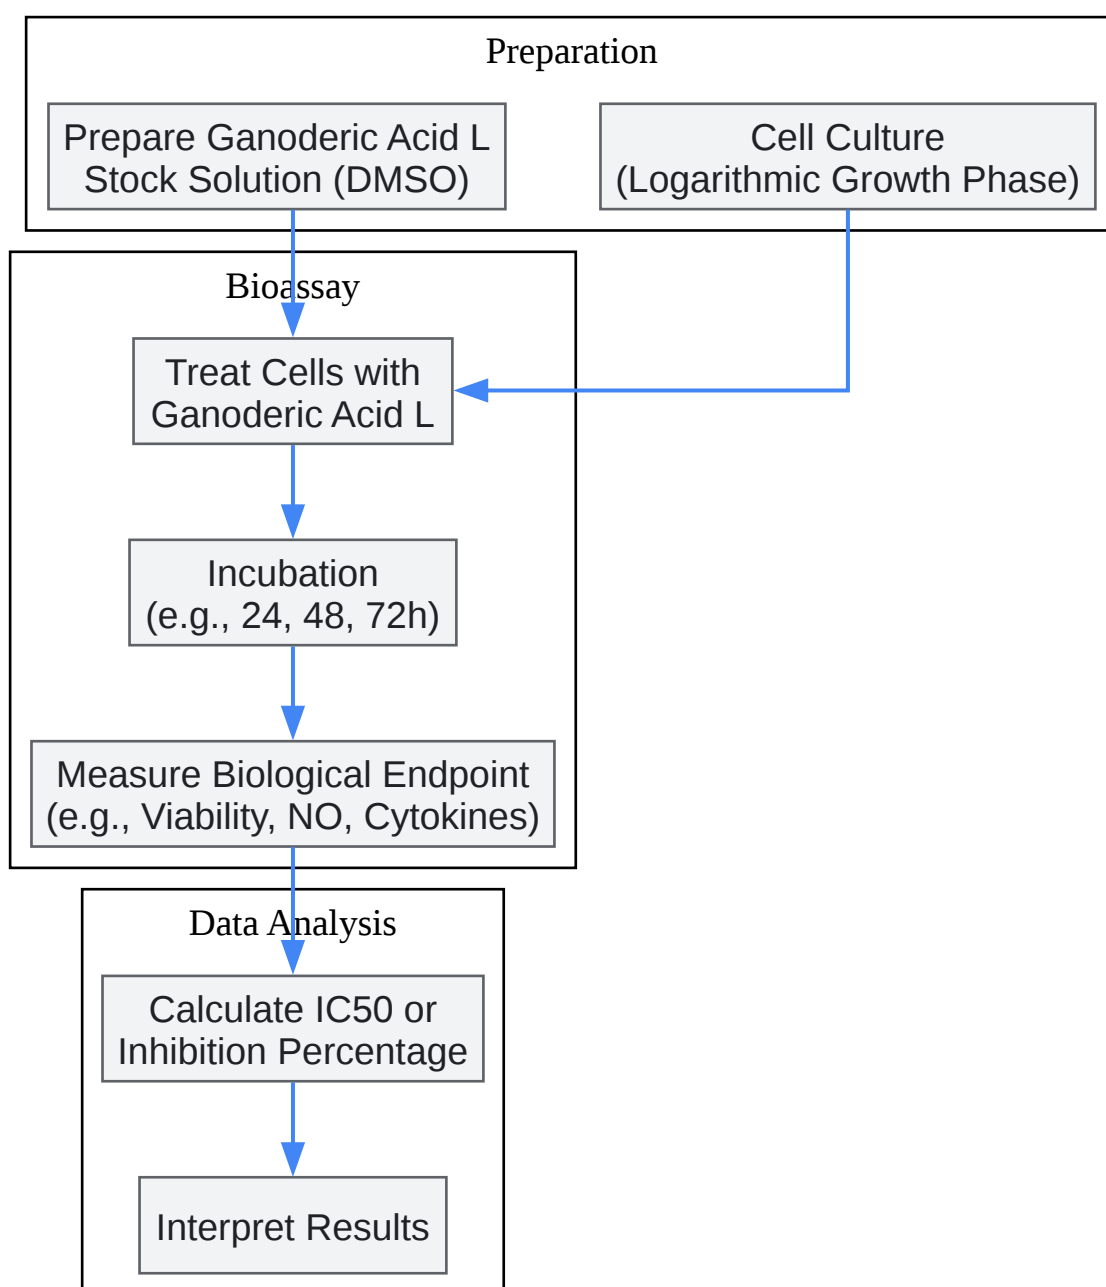 Preparation
Prepare Ganoderic Acid L
Stock Solution (DMSO)
Cell Culture
(Logarithmic Growth Phase)
Bioassay
Treat Cells with
Ganoderic Acid L
Incubation
(e.g., 24, 48, 72h)
Measure Biological Endpoint
(e.g., Viability, NO, Cytokines)
Data Analysis
Calculate IC50 or
Inhibition Percentage
Interpret Results